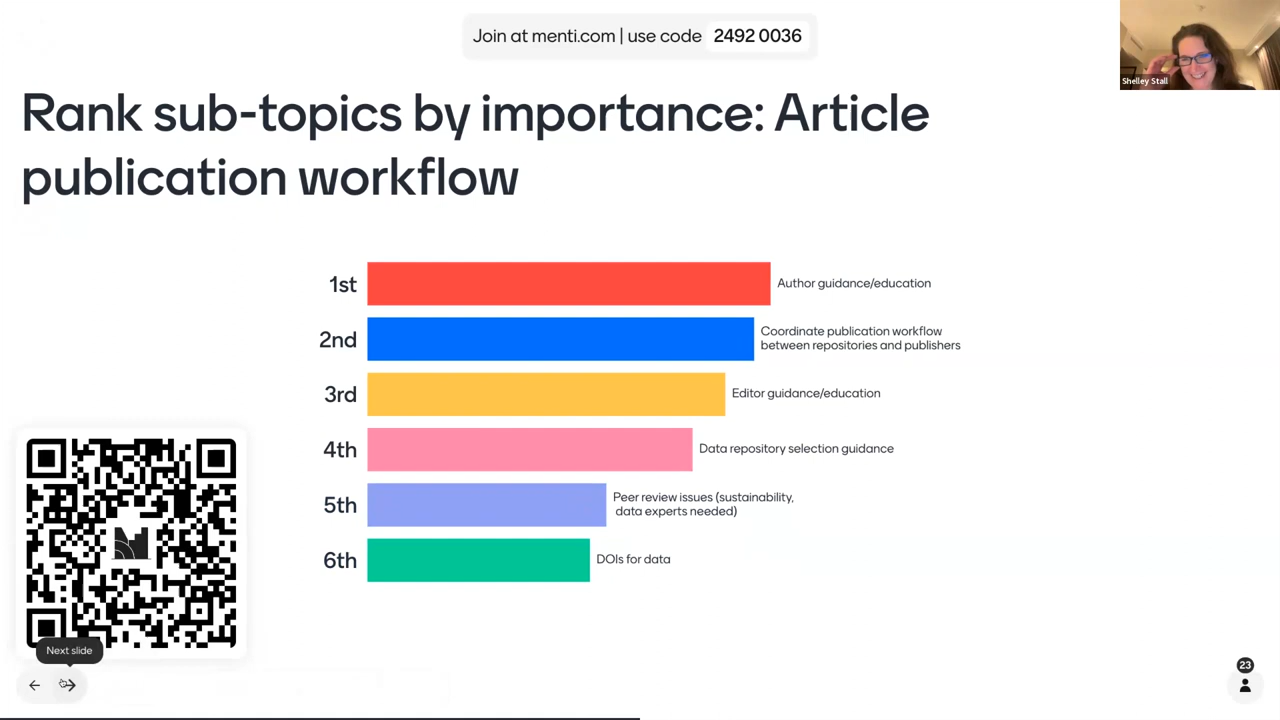 Join at menti.com | use code 2492 0036
Shelley Stall
Rank sub-topics by importance: Article
publication workflow
1st
Author guidance/education
2nd
Coordinate publication workflow
between repositories and publishers
3rd
Editor guidance/education
4th
Data repository selection guidance
5th
Peer review issues (sustainability,
data experts needed)
6th
DOIs for data
Next slide
23